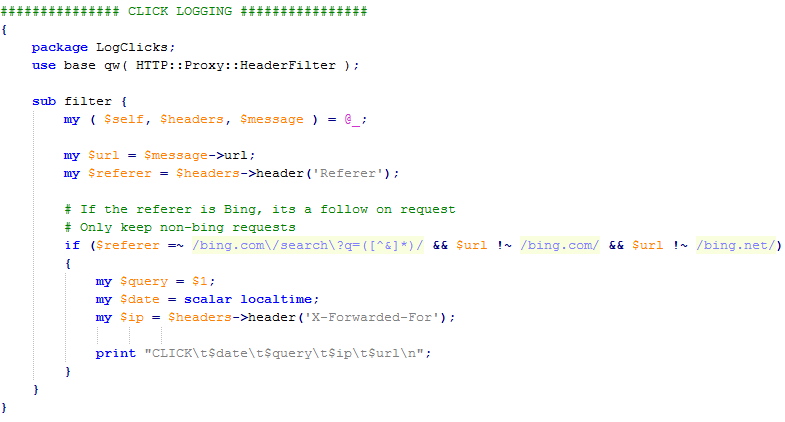 ############### CLICK LOGGING ################
{
    package LogClicks;
    use base qw( HTTP::Proxy::HeaderFilter );

    sub filter {
        my ( $self, $headers, $message ) = @_;

        my $url = $message->url;
        my $referer = $headers->header('Referer');

        # If the referer is Bing, its a follow on request
        # Only keep non-bing requests
        if ($referer =~ /bing.com\/search\?q=([^&]*)/ && $url !~ /bing.com/ && $url !~ /bing.net/)
        {
            my $query = $1;
            my $date = scalar localtime;
            my $ip = $headers->header('X-Forwarded-For');

            print "CLICK\t$date\t$query\t$ip\t$url\n";
        }
    }
}